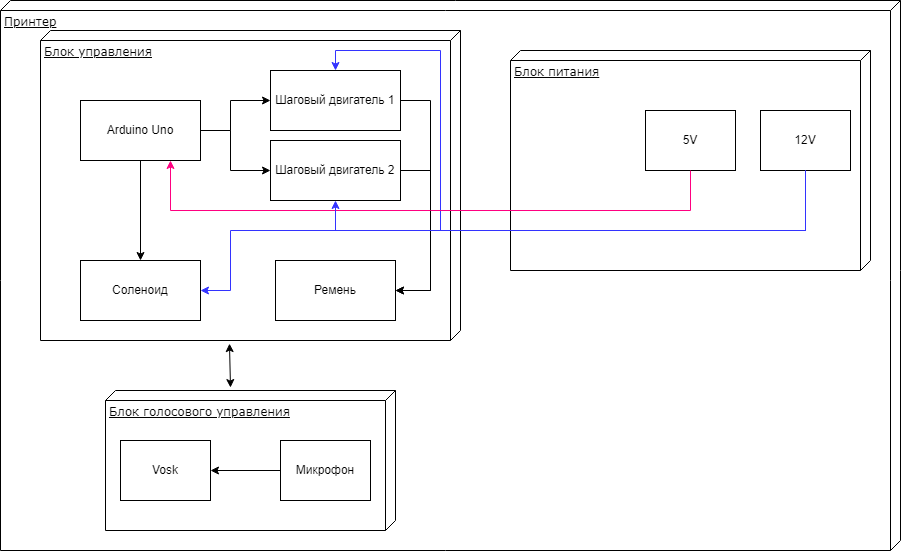 Принтер
Блок управления
Arduino Uno
Шаговый двигатель 1
Шаговый двигатель 2
Соленоид
Ремень
Блок питания
5V
12V
Блок голосового управления
Vosk
Микрофон